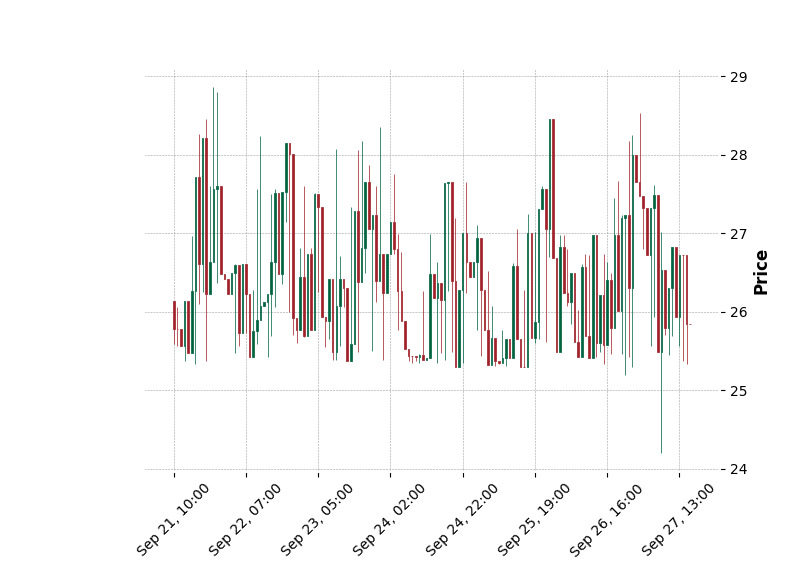 29
28
27
26
25
24
Price
Sep 21, 10:00
Sep 22, 07:00
Sep 23, 05:00
Sep 24, 02:00
Sep 24, 22:00
Sep 25, 19:00
Sep 26, 16:00
Sep 27, 13:00